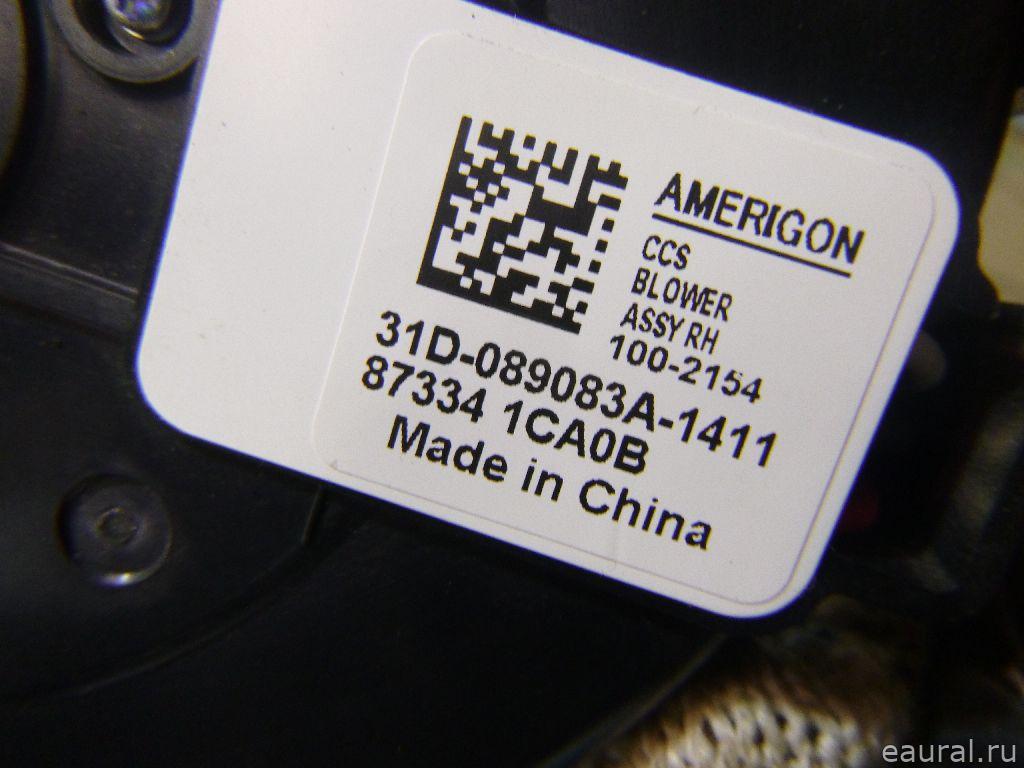 AMERIGON
CCS
BLOWER
ASSY RH
100-2154
31D-089083A-1411
87334 1CA0B
Made in China
eaural.ru